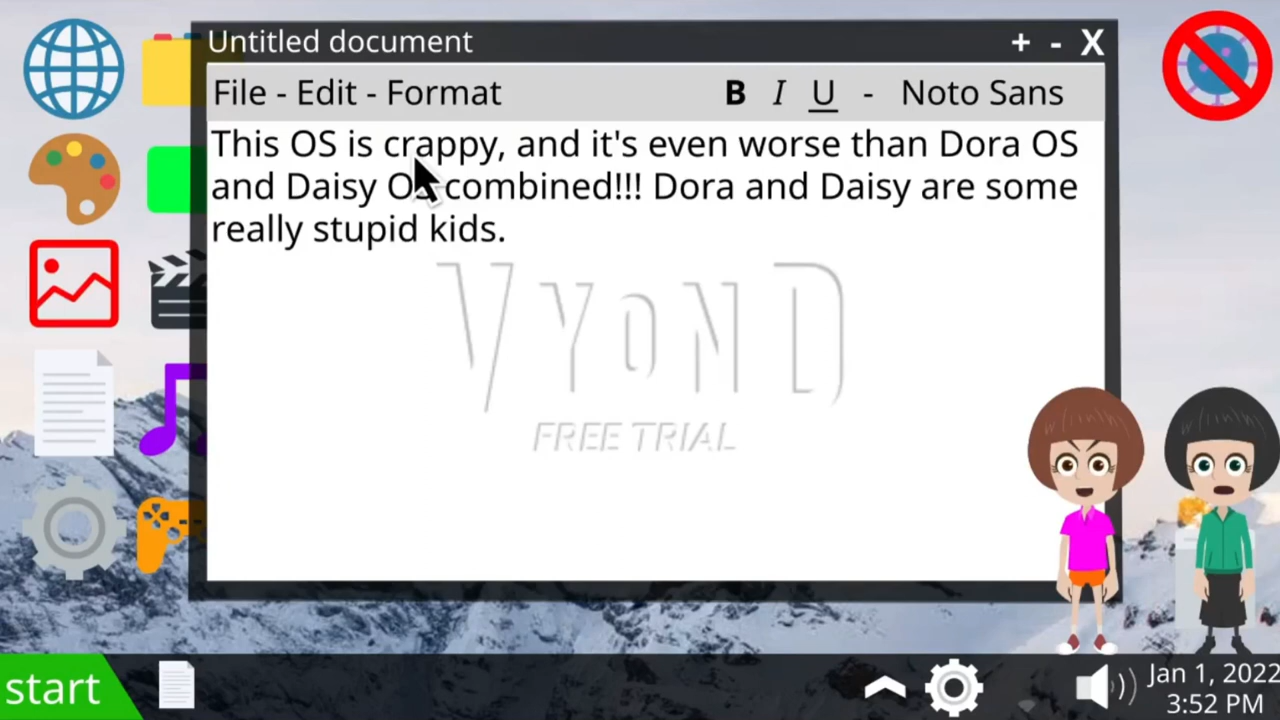 Untitled document + - X
File - Edit - Format B I U - Noto Sans
This OS is crappy, and it's even worse than Dora OS
and Daisy OS combined!!! Dora and Daisy are some
really stupid kids.
VYOND
FREE TRIAL
start
Jan 1, 2022
3:52 PM